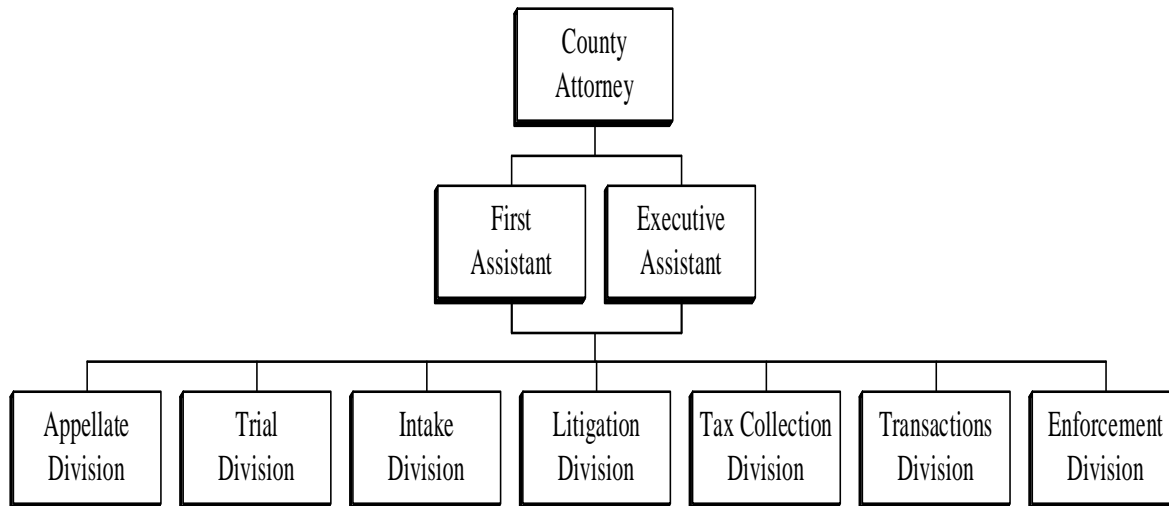 County
Attorney
First
Assistant
Executive
Assistant
Appellate
Division
Trial
Division
Intake
Division
Litigation
Division
Tax Collection
Division
Transactions
Division
Enforcement
Division